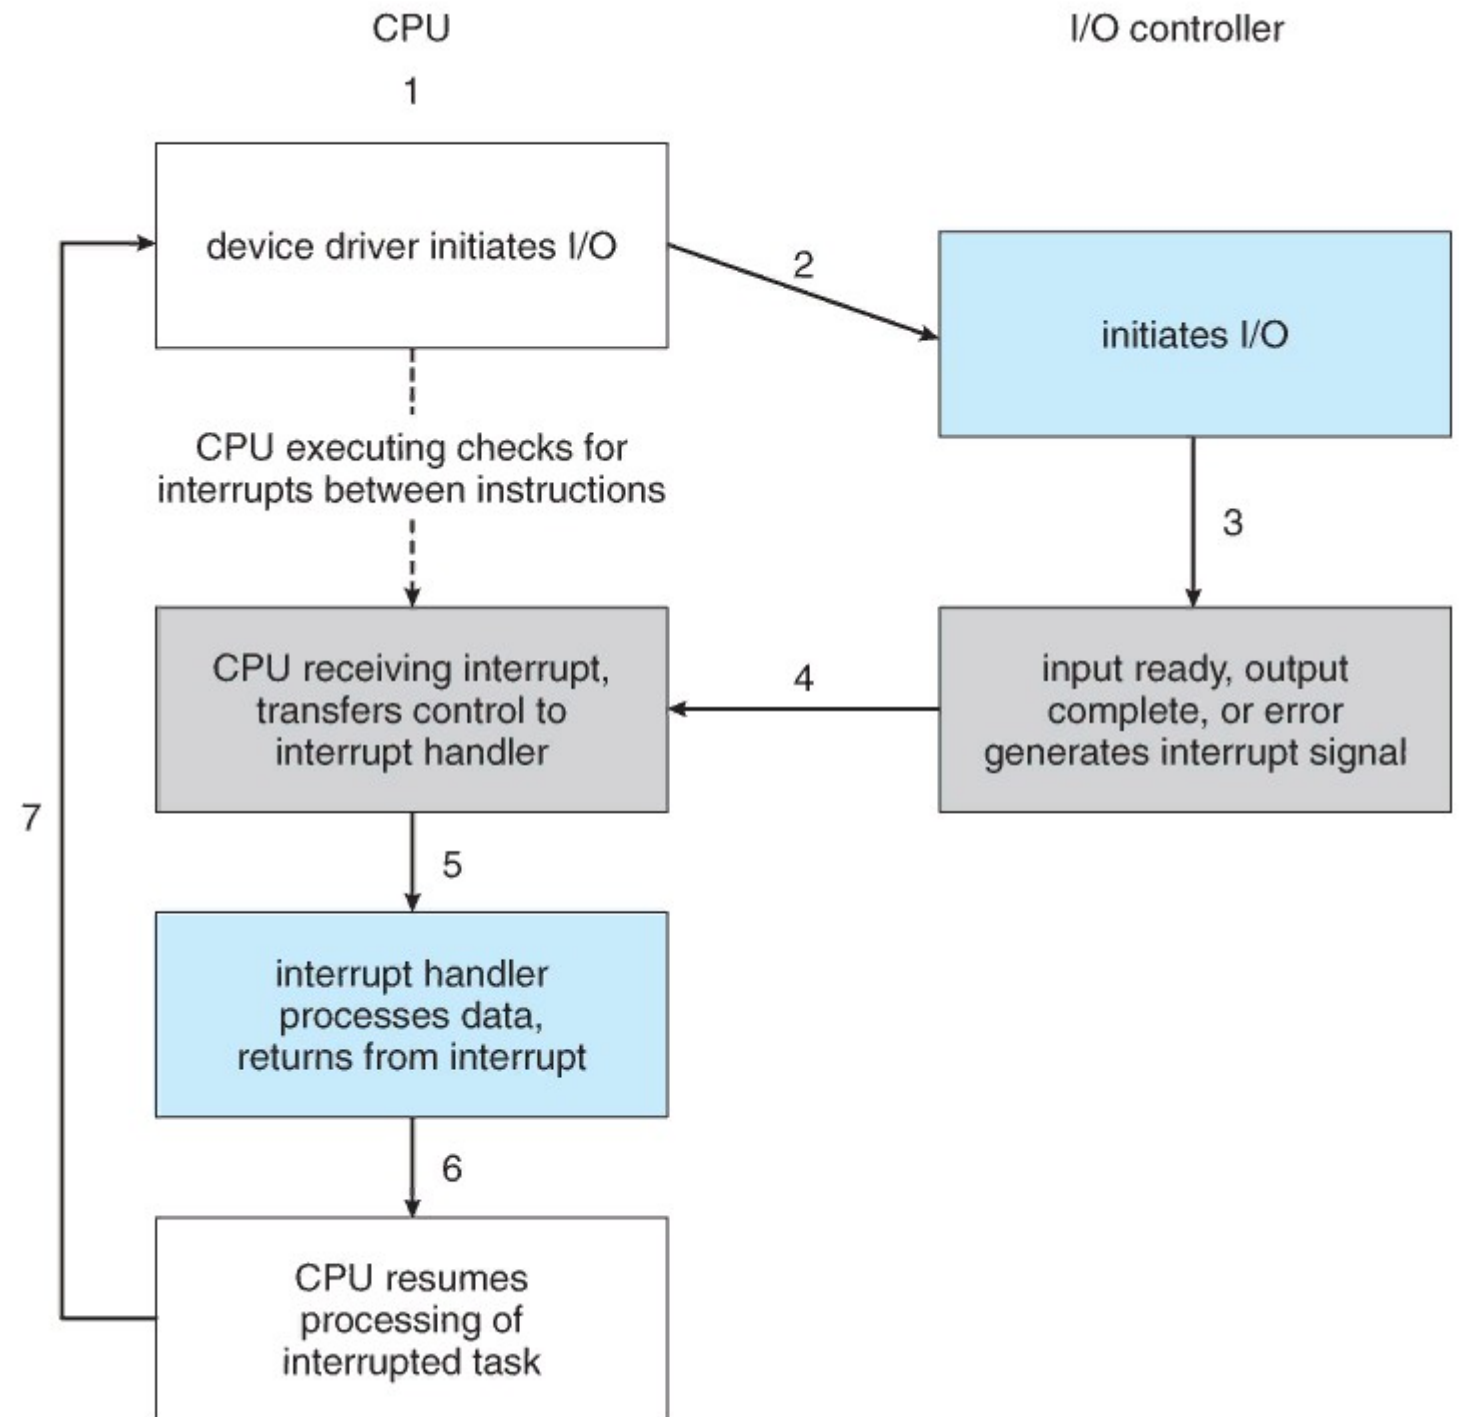 CPU
I/O controller
1
device driver initiates I/O
2
initiates I/O
CPU executing checks for
interrupts between instructions
3
CPU receiving interrupt,
transfers control to
interrupt handler
4
input ready, output
complete, or error
generates interrupt signal
7
5
interrupt handler
processes data,
returns from interrupt
6
CPU resumes
processing of
interrupted task